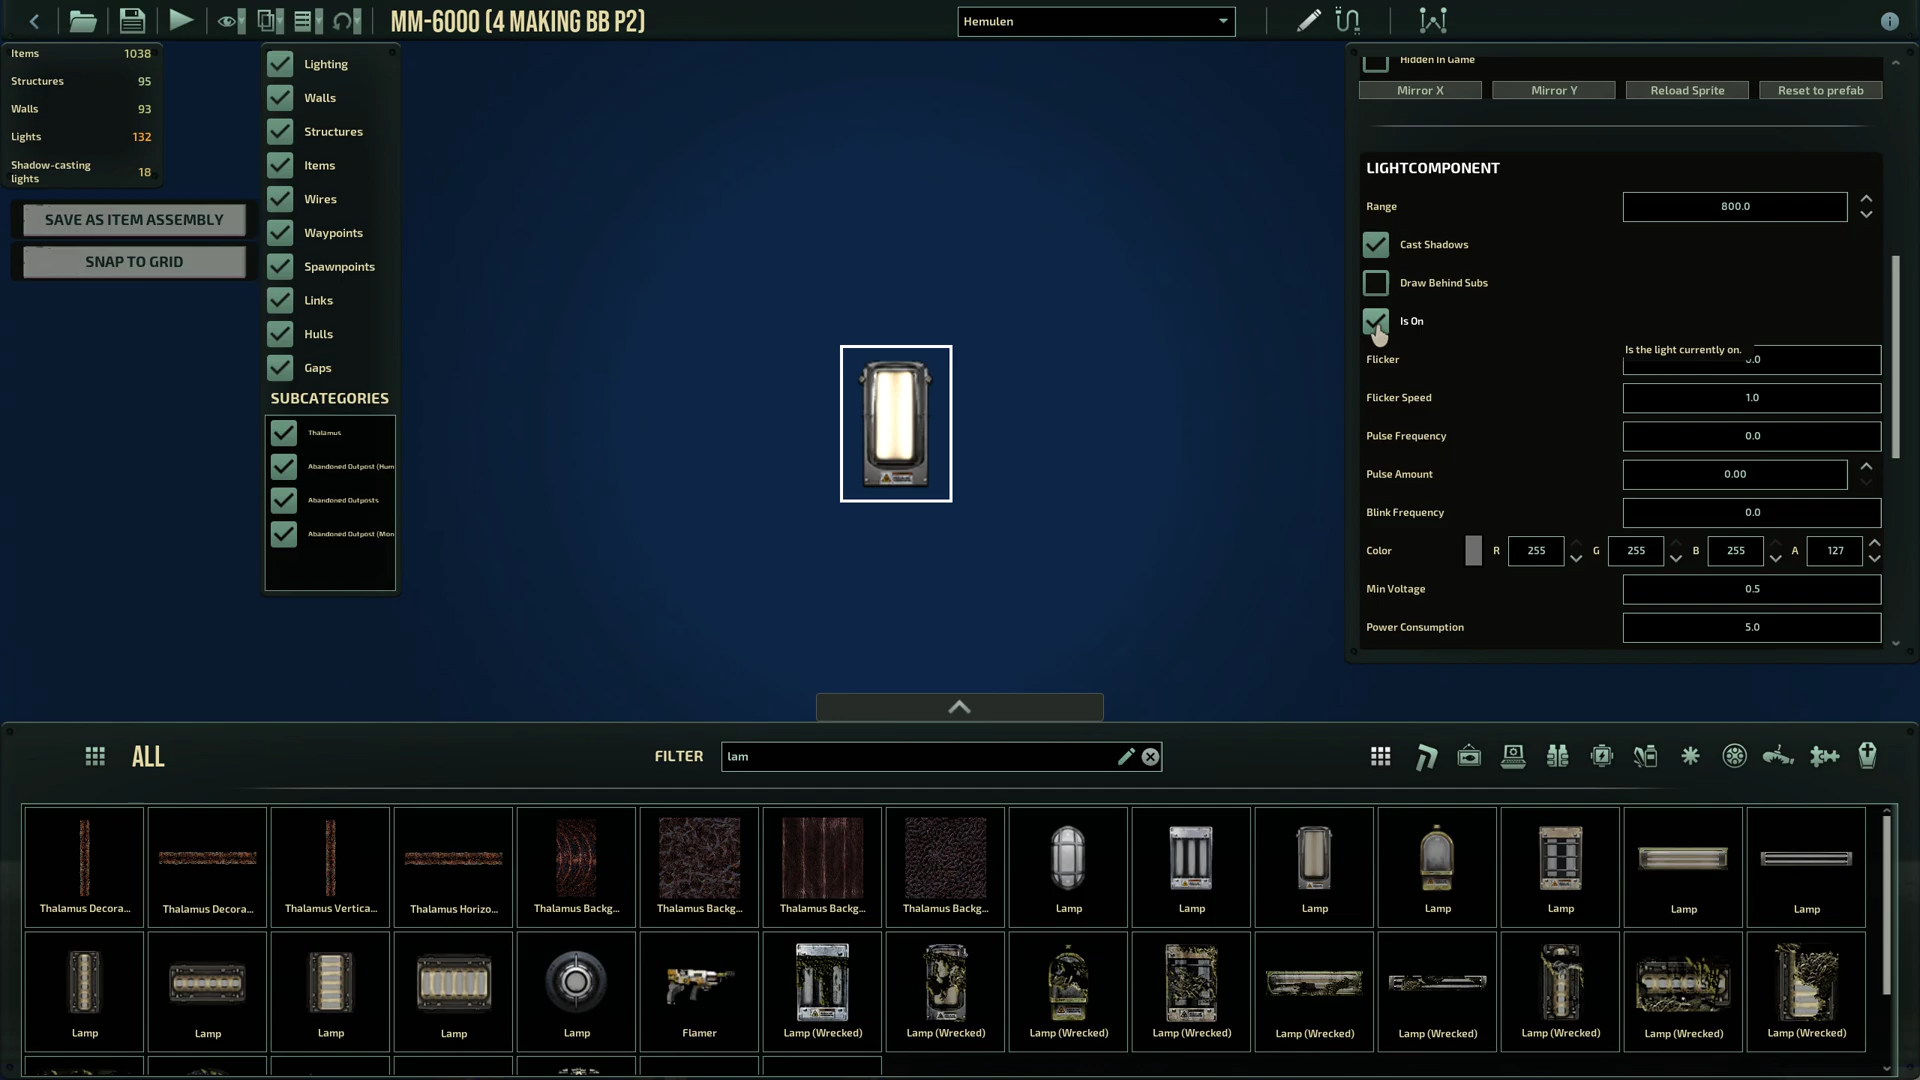 MM-6000 (4 MAKING BB P2)
Hemulen
Items 1038
Structures 95
Walls 93
Lights 132
Shadow-casting
lights 18
SAVE AS ITEM ASSEMBLY
SNAP TO GRID
Lighting
Walls
Structures
Items
Wires
Waypoints
Spawnpoints
Links
Hulls
Gaps
SUBCATEGORIES
Thalamus
Abandoned Outpost (Hum
Abandoned Outposts
Abandoned Outpost (Mon
Hidden In Game
Mirror X Mirror Y Reload Sprite Reset to prefab
LIGHTCOMPONENT
Range 800.0
Cast Shadows
Draw Behind Subs
Is On
Is the light currently on.
Flicker .0
Flicker Speed 1.0
Pulse Frequency 0.0
Pulse Amount 0.00
Blink Frequency 0.0
Color R 255 G 255 B 255 A 127
Min Voltage 0.5
Power Consumption 5.0
ALL FILTER lam
Thalamus Decora... Thalamus Decora... Thalamus Vertica... Thalamus Horizo... Thalamus Backg... Thalamus Backg... Thalamus Backg... Thalamus Backg... Lamp Lamp Lamp Lamp Lamp Lamp Lamp
Lamp Lamp Lamp Lamp Lamp Flamer Lamp (Wrecked) Lamp (Wrecked) Lamp (Wrecked) Lamp (Wrecked) Lamp (Wrecked) Lamp (Wrecked) Lamp (Wrecked) Lamp (Wrecked) Lamp (Wrecked)